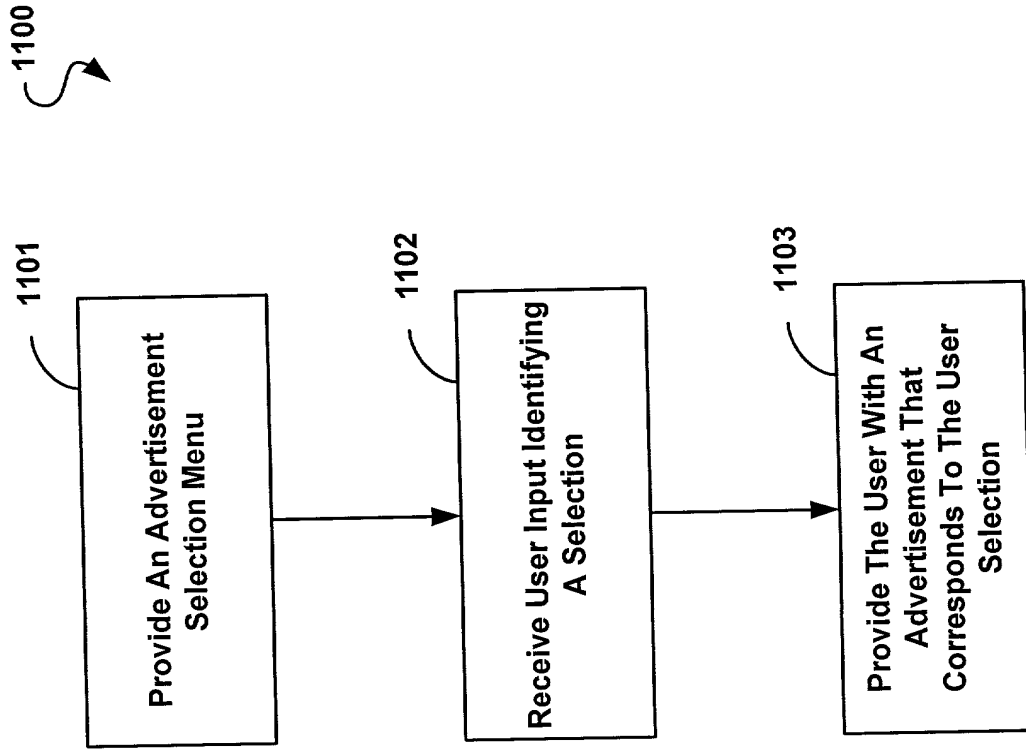 1100
1101
Provide An Advertisement
Selection Menu
1102
Receive User Input Identifying
A Selection
1103
Provide The User With An
Advertisement That
Corresponds To The User
Selection